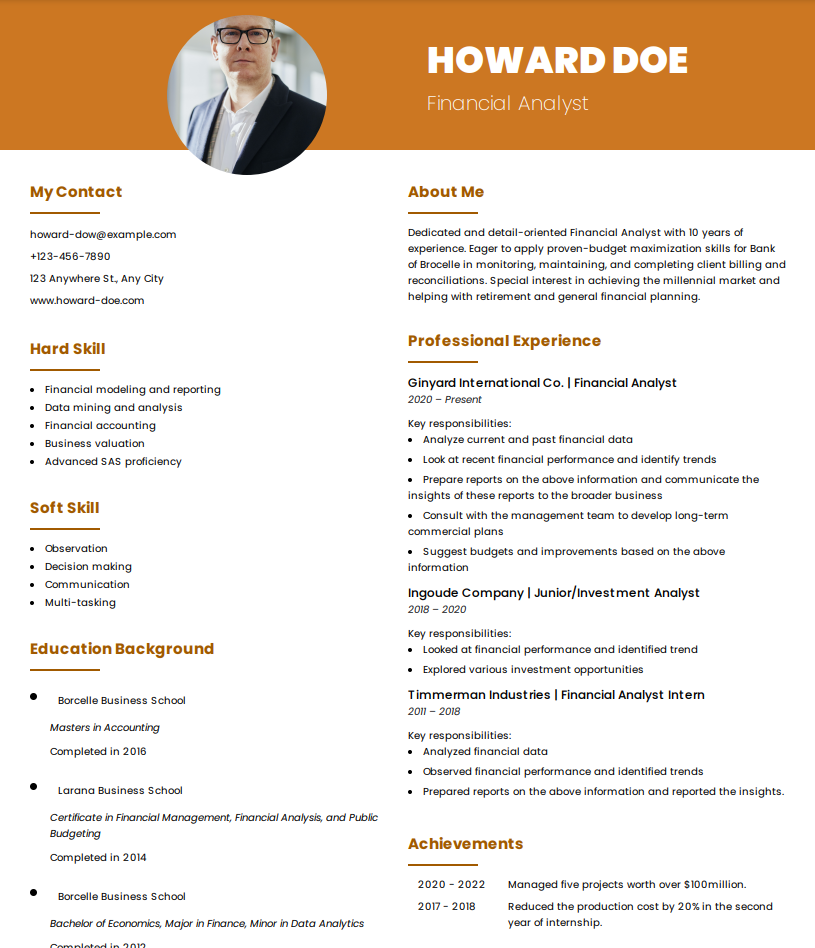 HOWARD DOE
Financial Analyst
My Contact
howard-dow@example.com
+123-456-7890
123 Anywhere St., Any City
www.howard-doe.com
Hard Skill
• Financial modeling and reporting
• Data mining and analysis
• Financial accounting
• Business valuation
• Advanced SAS proficiency
Soft Skill
• Observation
• Decision making
• Communication
• Multi-tasking
Education Background
• Borcelle Business School
Masters in Accounting
Completed in 2016
• Larana Business School
Certificate in Financial Management, Financial Analysis, and Public
Budgeting
Completed in 2014
• Borcelle Business School
Bachelor of Economics, Major in Finance, Minor in Data Analytics
Completed in 2012
About Me
Dedicated and detail-oriented Financial Analyst with 10 years of
experience. Eager to apply proven-budget maximization skills for Bank
of Brocelle in monitoring, maintaining, and completing client billing and
reconciliations. Special interest in achieving the millennial market and
helping with retirement and general financial planning.
Professional Experience
Ginyard International Co. | Financial Analyst
2020 – Present
Key responsibilities:
• Analyze current and past financial data
• Look at recent financial performance and identify trends
• Prepare reports on the above information and communicate the
insights of these reports to the broader business
• Consult with the management team to develop long-term
commercial plans
• Suggest budgets and improvements based on the above
information
Ingoude Company | Junior/Investment Analyst
2018 – 2020
Key responsibilities:
• Looked at financial performance and identified trend
• Explored various investment opportunities
Timmerman Industries | Financial Analyst Intern
2011 – 2018
Key responsibilities:
• Analyzed financial data
• Observed financial performance and identified trends
• Prepared reports on the above information and reported the insights.
Achievements
2020 - 2022 Managed five projects worth over $100million.
2017 - 2018 Reduced the production cost by 20% in the second
year of internship.